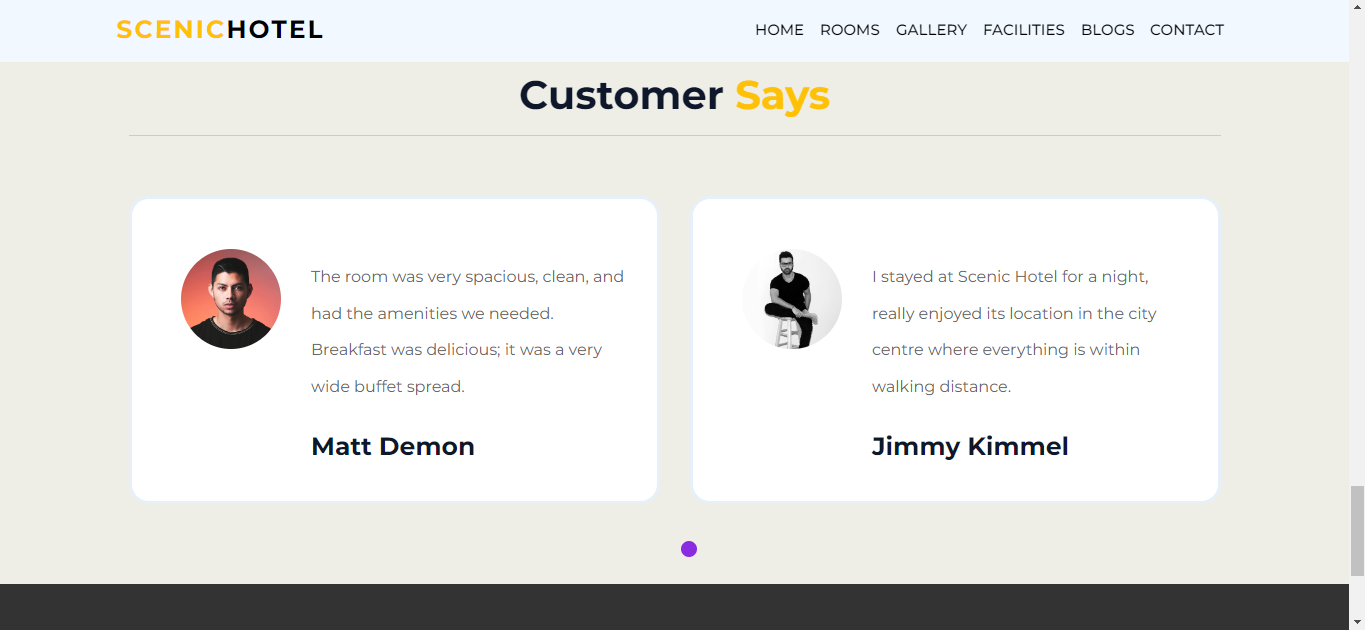 SCENICHOTEL
HOME ROOMS GALLERY FACILITIES BLOGS CONTACT
Customer Says
The room was very spacious, clean, and
had the amenities we needed.
Breakfast was delicious; it was a very
wide buffet spread.
Matt Demon
I stayed at Scenic Hotel for a night,
really enjoyed its location in the city
centre where everything is within
walking distance.
Jimmy Kimmel